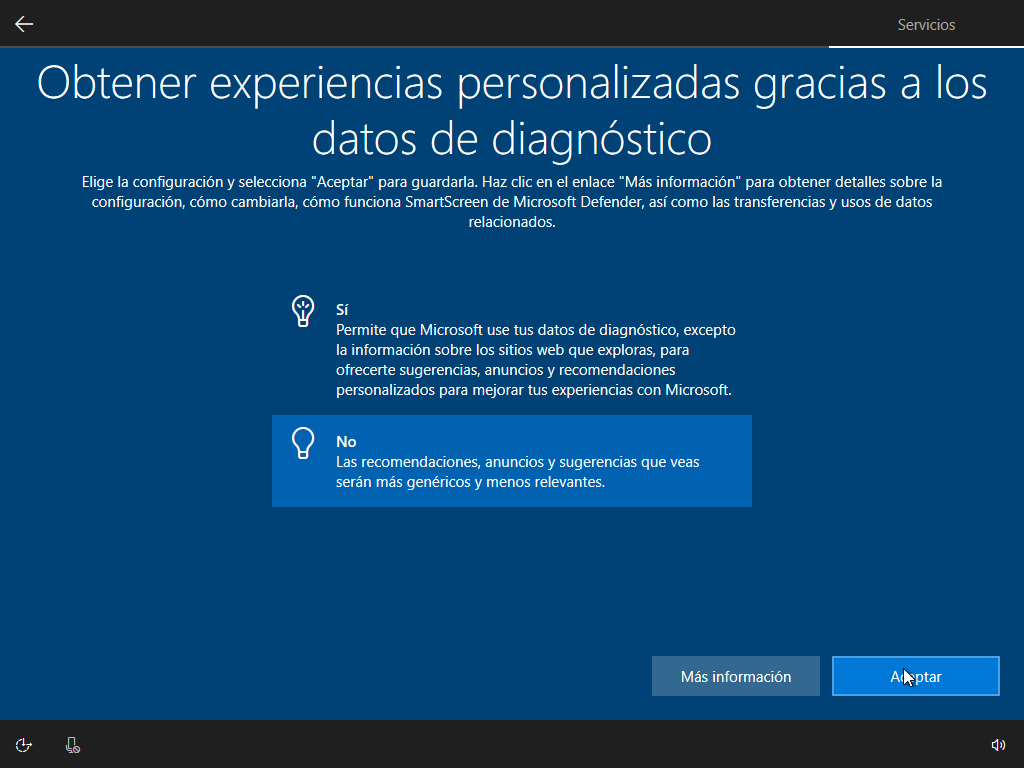 Servicios
Obtener experiencias personalizadas gracias a los
datos de diagnóstico
Elige la configuración y selecciona "Aceptar" para guardarla. Haz clic en el enlace "Más información" para obtener detalles sobre la
configuración, cómo cambiarla, cómo funciona SmartScreen de Microsoft Defender, así como las transferencias y usos de datos
relacionados.
Sí
Permite que Microsoft use tus datos de diagnóstico, excepto
la información sobre los sitios web que exploras, para
ofrecerte sugerencias, anuncios y recomendaciones
personalizados para mejorar tus experiencias con Microsoft.
No
Las recomendaciones, anuncios y sugerencias que veas
serán más genéricos y menos relevantes.
Más información
Aceptar